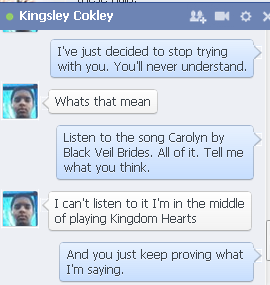 Kingsley Cokley
I've just decided to stop trying
with you. You'll never understand.
Whats that mean
Listen to the song Carolyn by
Black Veil Brides. All of it. Tell me
what you think.
I can't listen to it I'm in the middle
of playing Kingdom Hearts
And you just keep proving what
I'm saying.